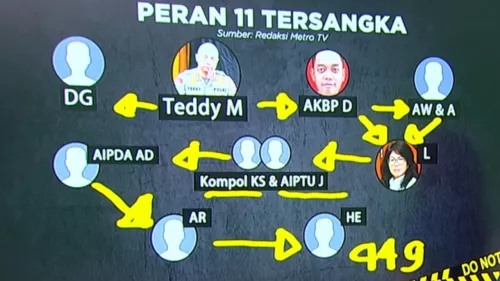 PERAN 11 TERSANGKA
Sumber: Redaksi Metro TV
DG
Teddy M
AKBP D
AW & A
AIPDA AD
Kompol KS & AIPTU J
L
AR
HE
449
DO NOT